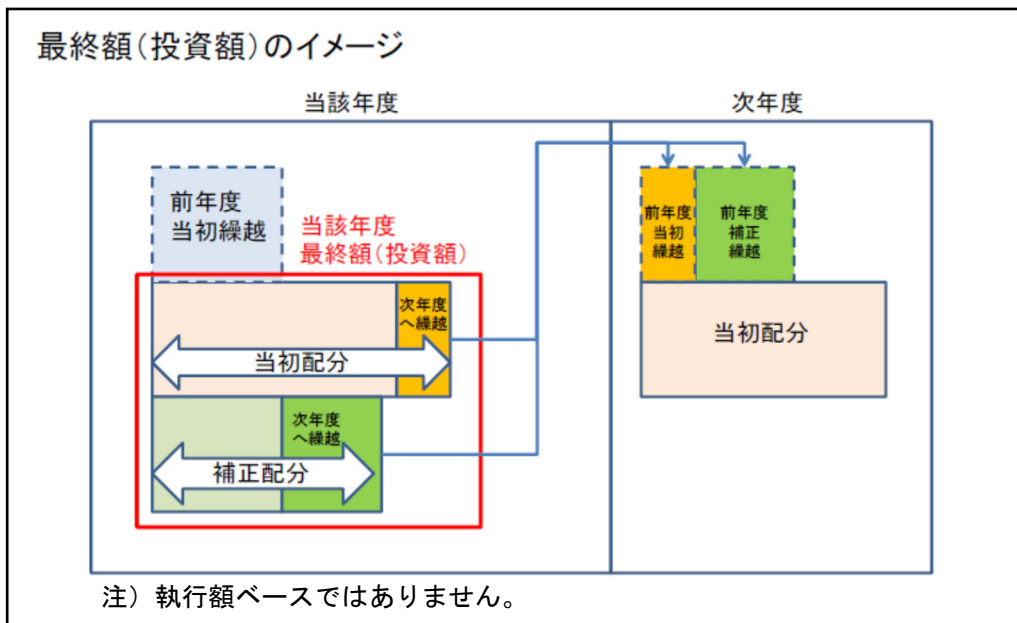 最終額（投資額）のイメージ
当該年度
次年度
前年度
当初繰越
当該年度
最終額（投資額）
次年度
へ繰越
当初配分
次年度
へ繰越
補正配分
前年度
当初
繰越
前年度
補正
繰越
当初配分
注）執行額ベースではありません。